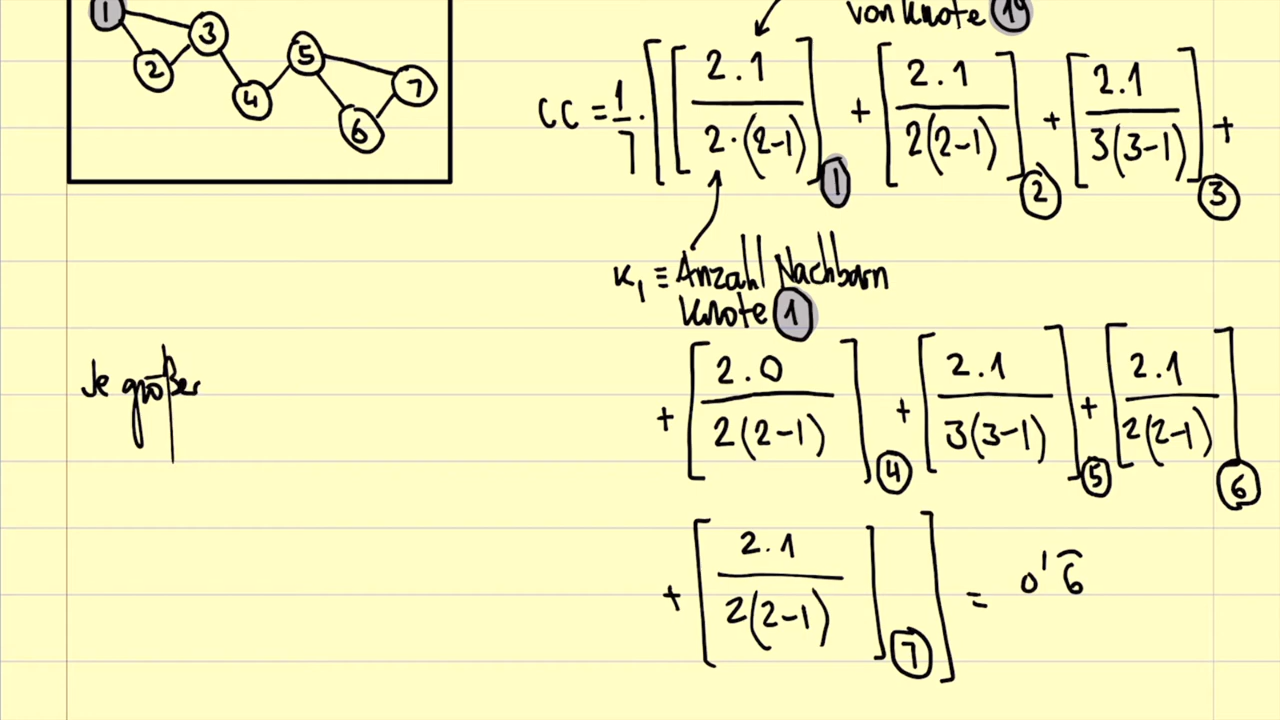 1
3
2
5
7
4
6
von Knote 19
CC = 1/7 · [ [ 2.1 / 2·(2-1) ] 1 + [ 2.1 / 2(2-1) ] 2 + [ 2.1 / 3(3-1) ] 3 +
K1 ≡ Anzahl Nachbarn
Knote 1
Je größer
+ [ 2.0 / 2(2-1) ] 4 + [ 2.1 / 3(3-1) ] 5 + [ 2.1 / 2(2-1) ] 6
+ [ 2.1 / 2(2-1) ] 7 ] = 0'6̄